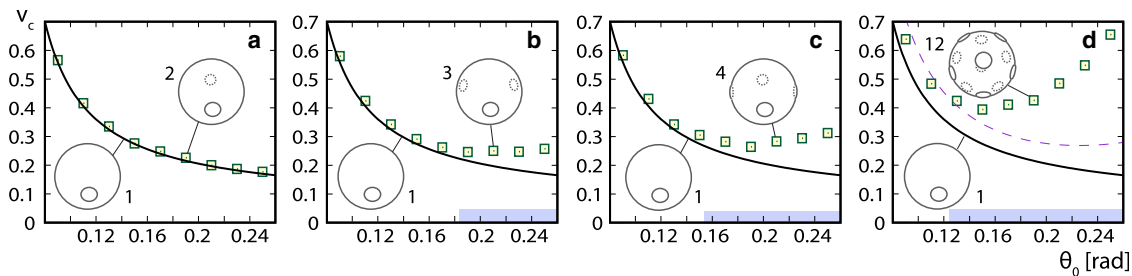 v_c
0.7 0.7 0.7
0.6 a 0.6 b 0.6 c 0.6 d
0.5 2 0.5 3 0.5 4 0.5 12
0.4 0.4 0.4 0.4
0.3 0.3 0.3 0.3
0.2 0.2 0.2 0.2
0.1 1 0.1 1 0.1 1 0.1 1
0 0 0 0
0.12 0.16 0.2 0.24 0.12 0.16 0.2 0.24 0.12 0.16 0.2 0.24 0.12 0.16 0.2 0.24
θ_0 [rad]